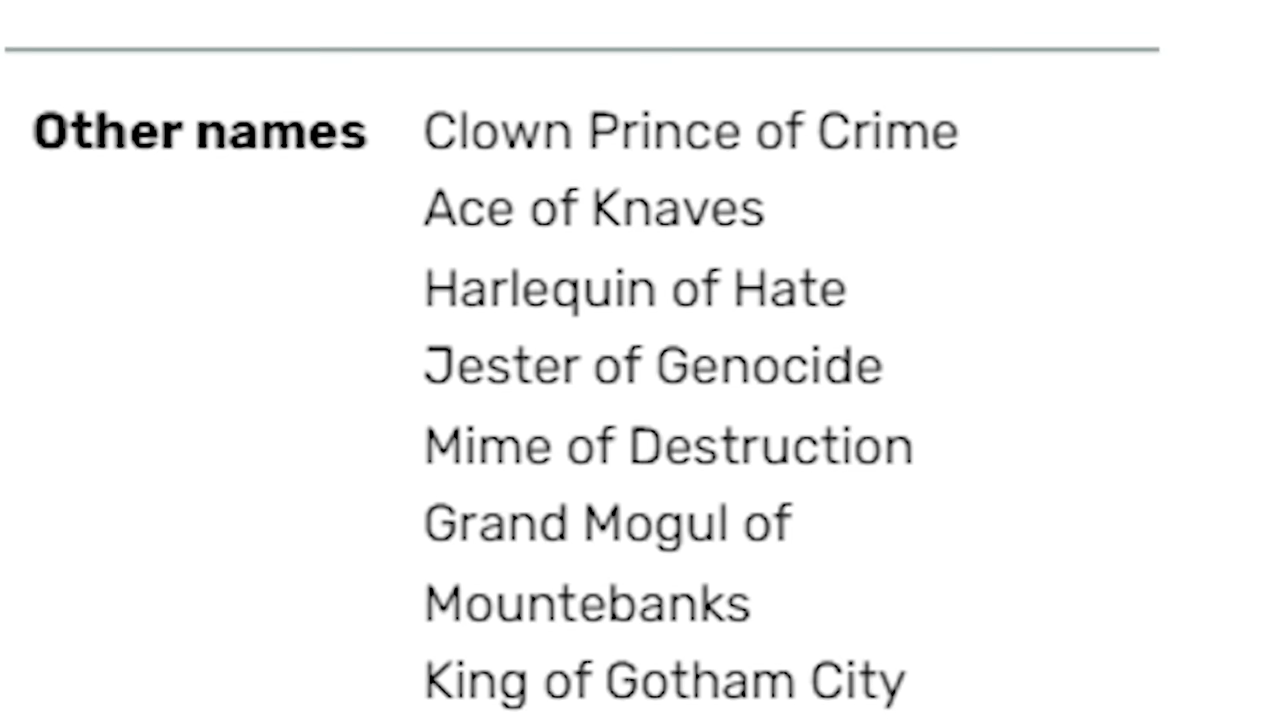 Other names Clown Prince of Crime
Ace of Knaves
Harlequin of Hate
Jester of Genocide
Mime of Destruction
Grand Mogul of
Mountebanks
King of Gotham City